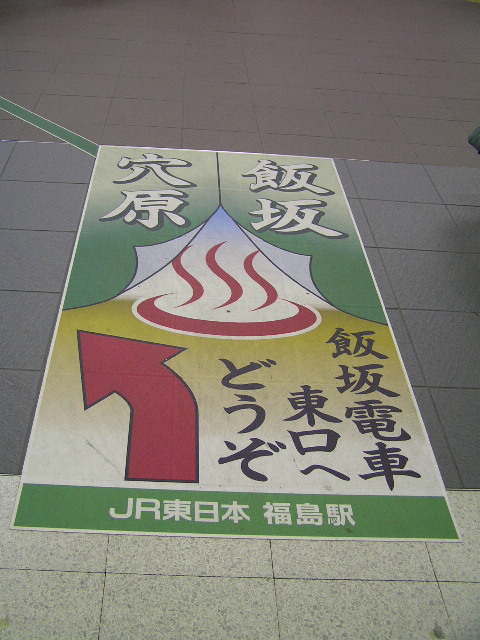 飯坂
穴原
飯坂電車
東口へ
どうぞ
JR東日本 福島駅